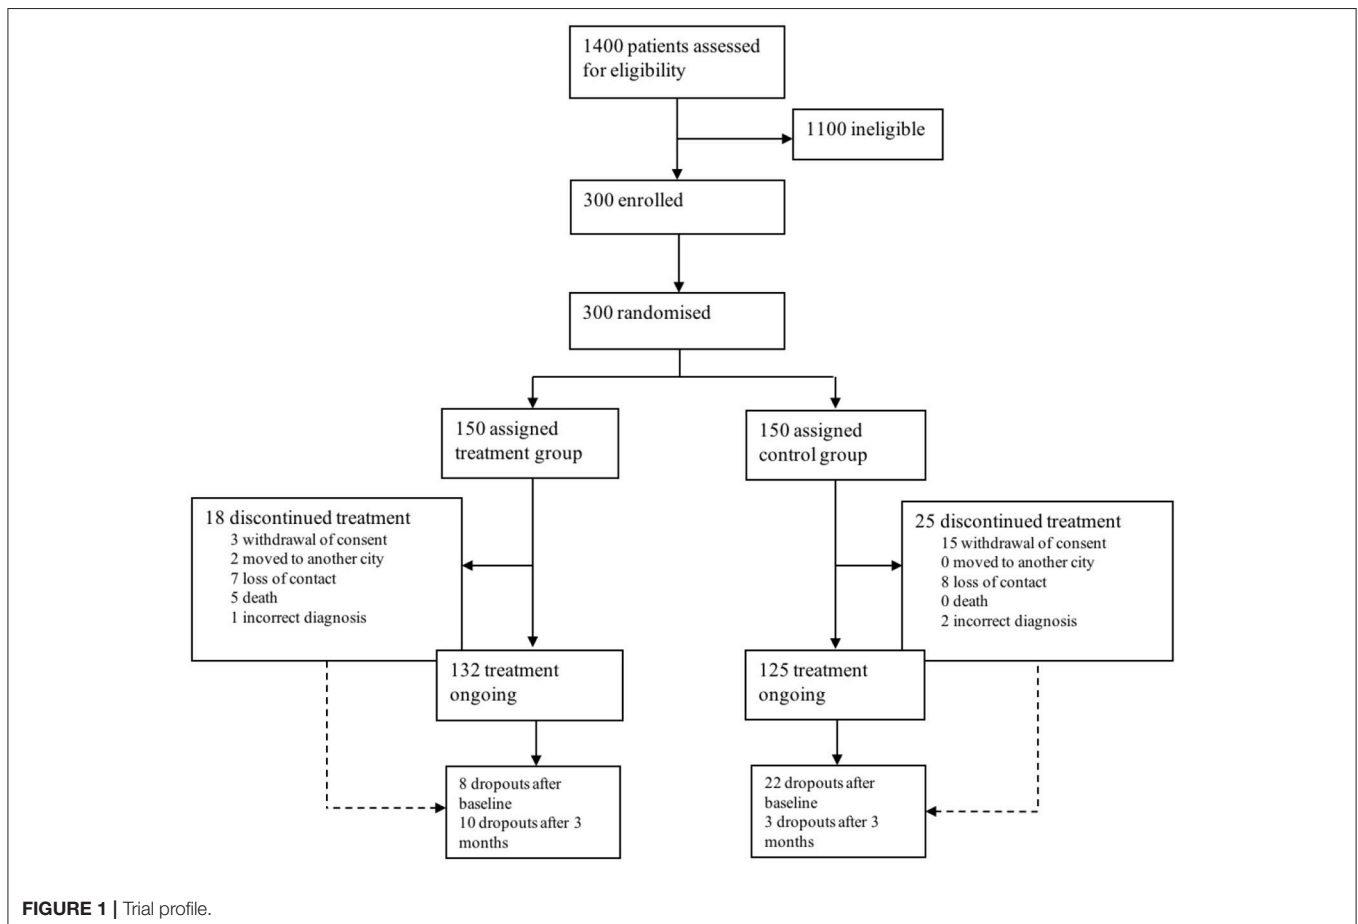 1400 patients assessed
for eligibility
1100 ineligible
300 enrolled
300 randomised
150 assigned
treatment group
150 assigned
control group
18 discontinued treatment
3 withdrawal of consent
2 moved to another city
7 loss of contact
5 death
1 incorrect diagnosis
25 discontinued treatment
15 withdrawal of consent
0 moved to another city
8 loss of contact
0 death
2 incorrect diagnosis
132 treatment
ongoing
125 treatment
ongoing
8 dropouts after
baseline
10 dropouts after 3
months
22 dropouts after
baseline
3 dropouts after 3
months
FIGURE 1 | Trial profile.